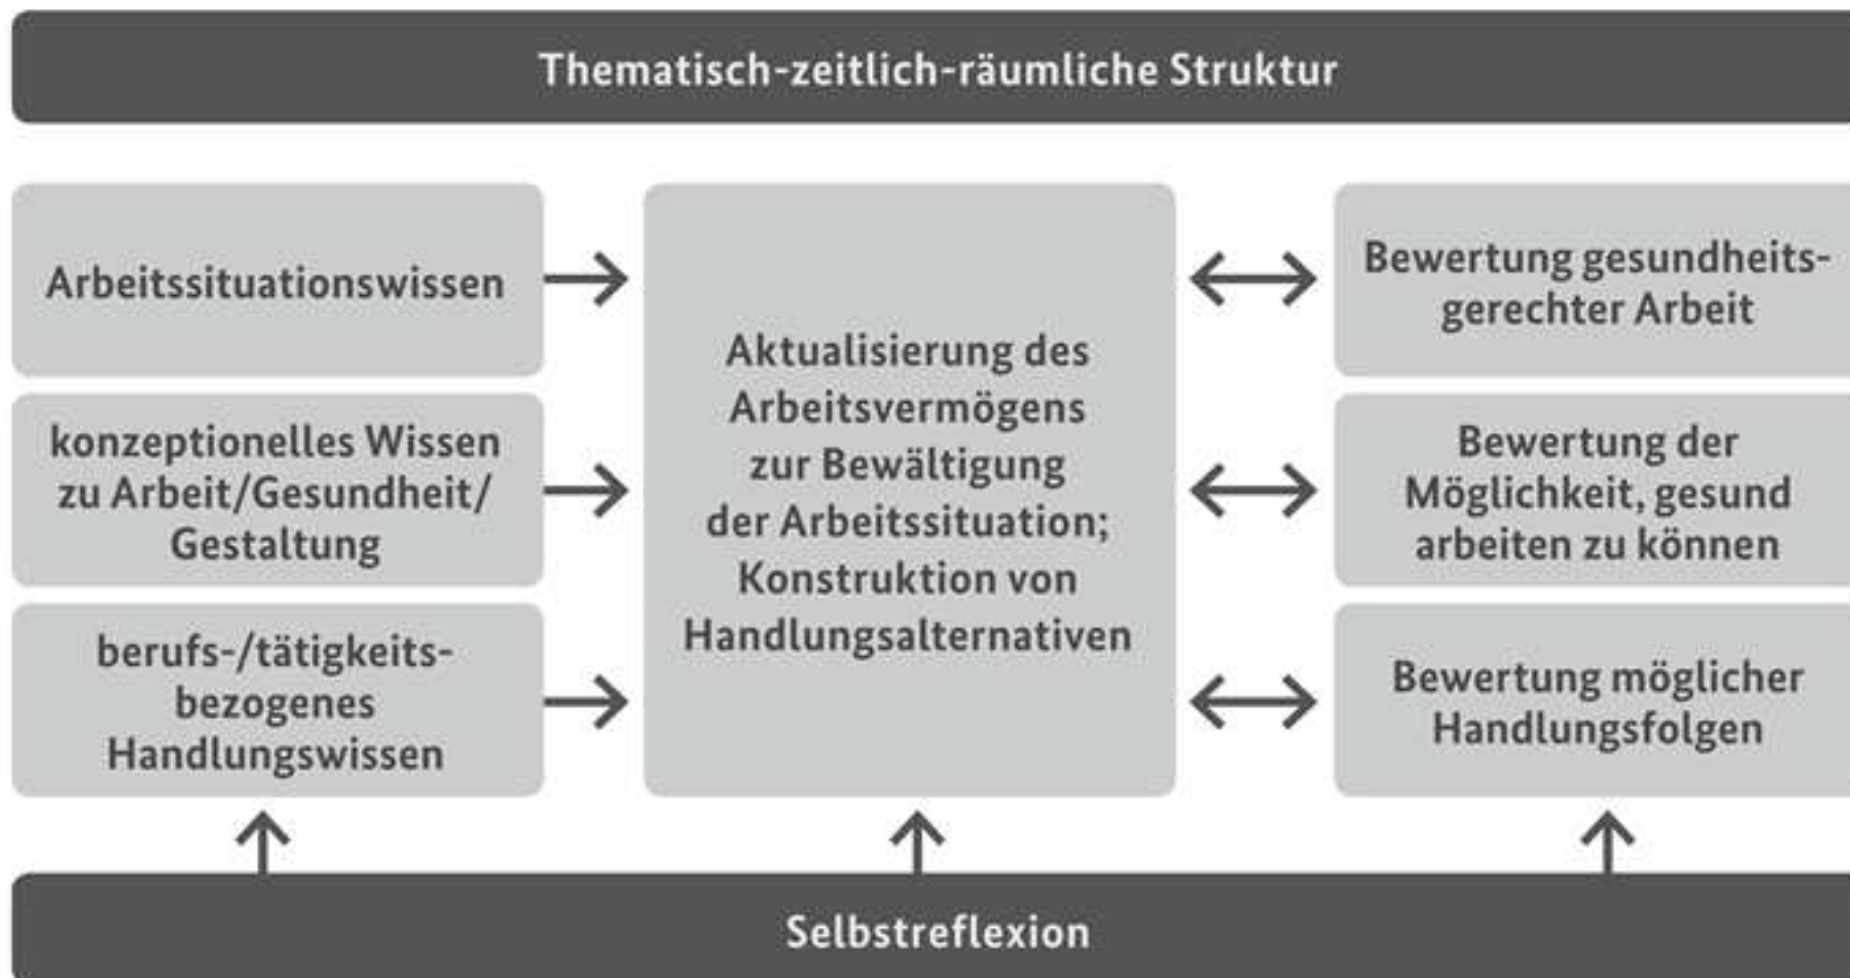 Thematisch-zeitlich-räumliche Struktur
Arbeitssituationswissen
konzeptionelles Wissen
zu Arbeit/Gesundheit/
Gestaltung
berufs-/tätigkeits-
bezogenes
Handlungswissen
Aktualisierung des
Arbeitsvermögens
zur Bewältigung
der Arbeitssituation;
Konstruktion von
Handlungsalternativen
Bewertung gesundheits-
gerechter Arbeit
Bewertung der
Möglichkeit, gesund
arbeiten zu können
Bewertung möglicher
Handlungsfolgen
Selbstreflexion